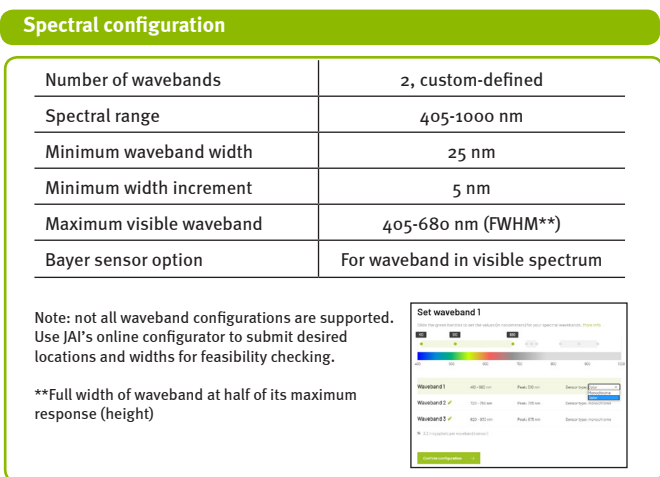 Spectral configuration
Number of wavebands 2, custom-defined
Spectral range 405-1000 nm
Minimum waveband width 25 nm
Minimum width increment 5 nm
Maximum visible waveband 405-680 nm (FWHM**)
Bayer sensor option For waveband in visible spectrum
Note: not all waveband configurations are supported.
Use JAI's online configurator to submit desired
locations and widths for feasibility checking.
**Full width of waveband at half of its maximum
response (height)
Set waveband 1
Waveband 1
Waveband 2
Waveband 3
Confirm configuration